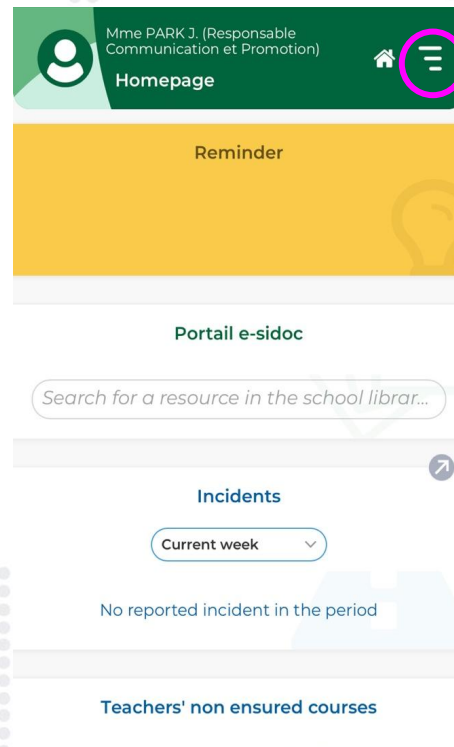 Mme PARK J. (Responsable
Communication et Promotion)
Homepage
Reminder
Portail e-sidoc
Search for a resource in the school librar...
Incidents
Current week
No reported incident in the period
Teachers' non ensured courses